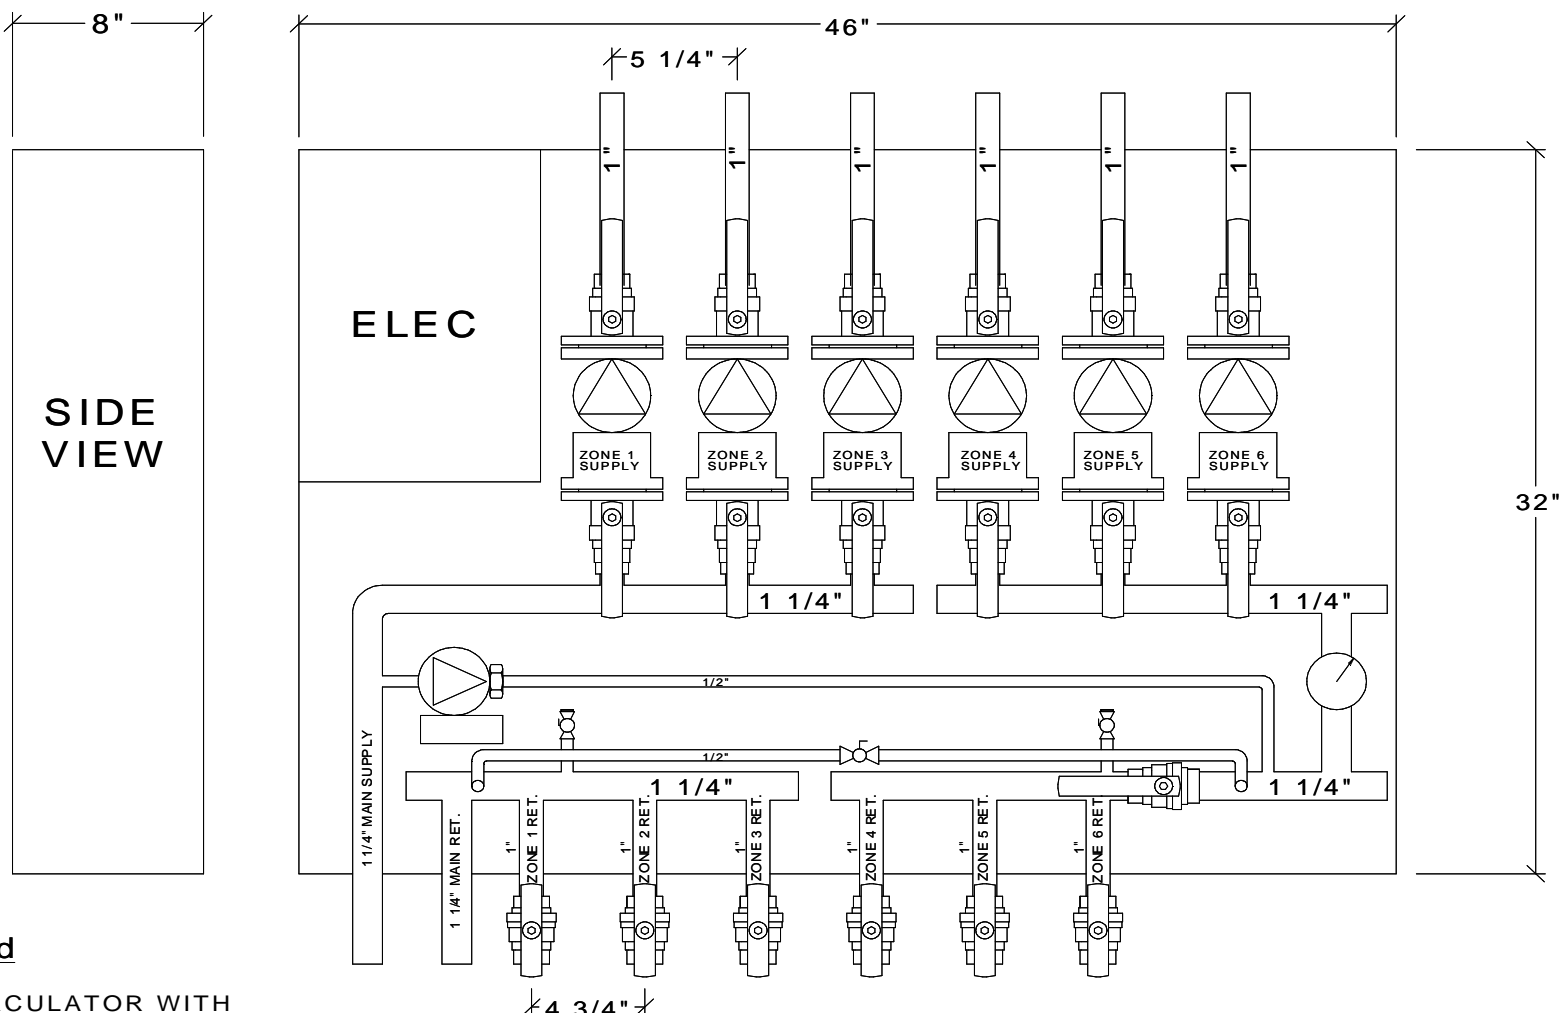 8"
46"
5 1/4"
1"
1"
1"
1"
1"
1"
ELEC
SIDE
VIEW
ZONE 1
SUPPLY
ZONE 2
SUPPLY
ZONE 3
SUPPLY
ZONE 4
SUPPLY
ZONE 5
SUPPLY
ZONE 6
SUPPLY
32"
1 1/4"
1 1/4"
1/2"
1/2"
1 1/4"
1 1/4"
1 1/4" MAIN SUPPLY
1 1/4" MAIN RET.
1"
ZONE 1 RET.
1"
ZONE 2 RET.
1"
ZONE 3 RET.
1"
ZONE 4 RET.
1"
ZONE 5 RET.
1"
ZONE 6 RET.
d
CULATOR WITH
4 3/4"